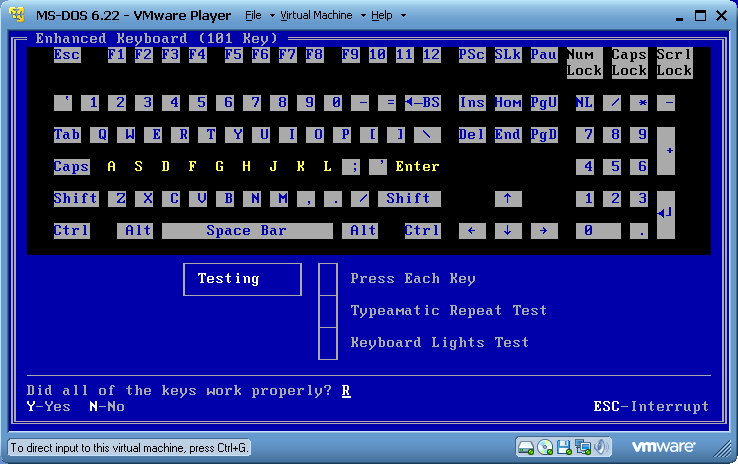 MS-DOS 6.22 - VMware Player File Virtual Machine Help
Enhanced Keyboard (101 Key)
Esc F1 F2 F3 F4 F5 F6 F7 F8 F9 10 11 12 PSc SLk Pau Num Lock Caps Lock Scrl Lock
` 1 2 3 4 5 6 7 8 9 0 - = ◄─BS Ins Hom PgU NL / * -
Tab Q W E R T Y U I O P [ ] \ Del End PgD 7 8 9 +
Caps A S D F G H J K L ; ' Enter 4 5 6
Shift Z X C V B N M , . / Shift ↑ 1 2 3 ◄┘
Ctrl Alt Space Bar Alt Ctrl ← ↓ → 0 .
Testing Press Each Key
Typeamatic Repeat Test
Keyboard Lights Test
Did all of the keys work properly? R
Y-Yes N-No ESC-Interrupt
To direct input to this virtual machine, press Ctrl+G. vmware